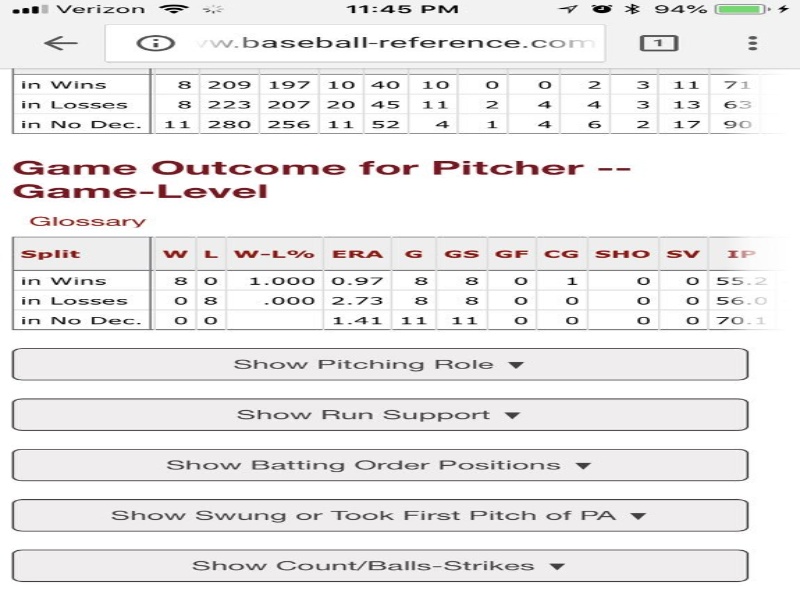 Verizon 11:45 PM 94%
vw.baseball-reference.com 1
in Wins 8 209 197 10 40 10 0 0 2 3 11 71
in Losses 8 223 207 20 45 11 2 4 4 3 13 63
in No Dec. 11 280 256 11 52 4 1 4 6 2 17 90
Game Outcome for Pitcher --
Game-Level
Glossary
Split W L W-L% ERA G GS GF CG SHO SV IP
in Wins 8 0 1.000 0.97 8 8 0 1 0 0 55.2
in Losses 0 8 .000 2.73 8 8 0 0 0 0 56.0
in No Dec. 0 0 1.41 11 11 0 0 0 0 70.1
Show Pitching Role ▼
Show Run Support ▼
Show Batting Order Positions ▼
Show Swung or Took First Pitch of PA ▼
Show Count/Balls-Strikes ▼